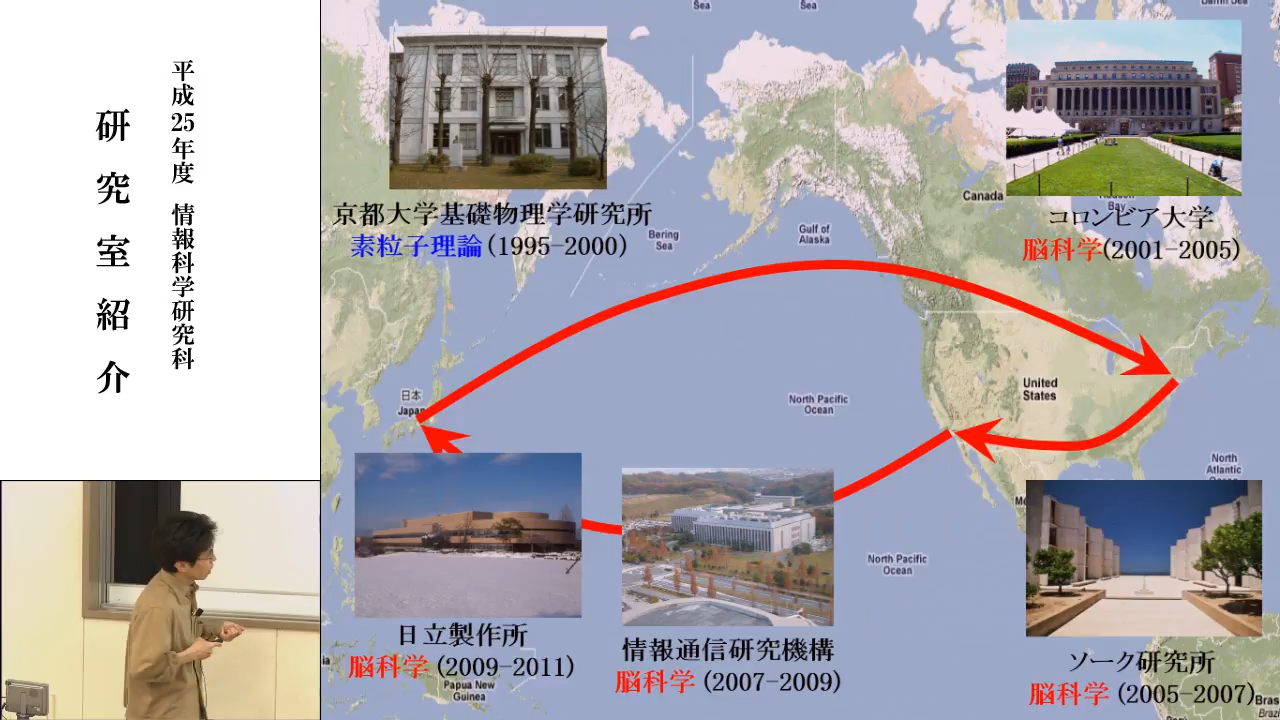 平成25年度 情報科学研究科
研究室紹介
Sea
Sea
京都大学基礎物理学研究所
素粒子理論(1995-2000)
Bering
Sea
Gulf of
Alaska
Canada
Bay
コロンビア大学
脳科学(2001-2005)
日本
Japan
North Pacific
Ocean
United
States
North
Atlantic
North Pacific
Ocean
日立製作所
脳科学 (2009-2011)
Papua New
Guinea
情報通信研究機構
脳科学 (2007-2009)
ソーク研究所
脳科学 (2005-2007)